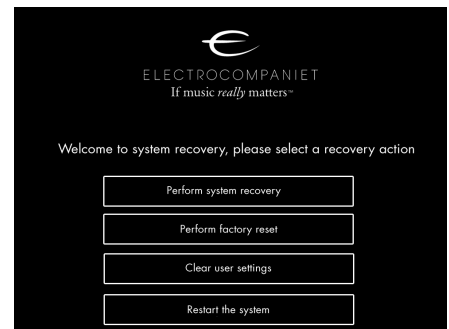 ELECTROCOMPANIET
If music really matters™
Welcome to system recovery, please select a recovery action
Perform system recovery
Perform factory reset
Clear user settings
Restart the system